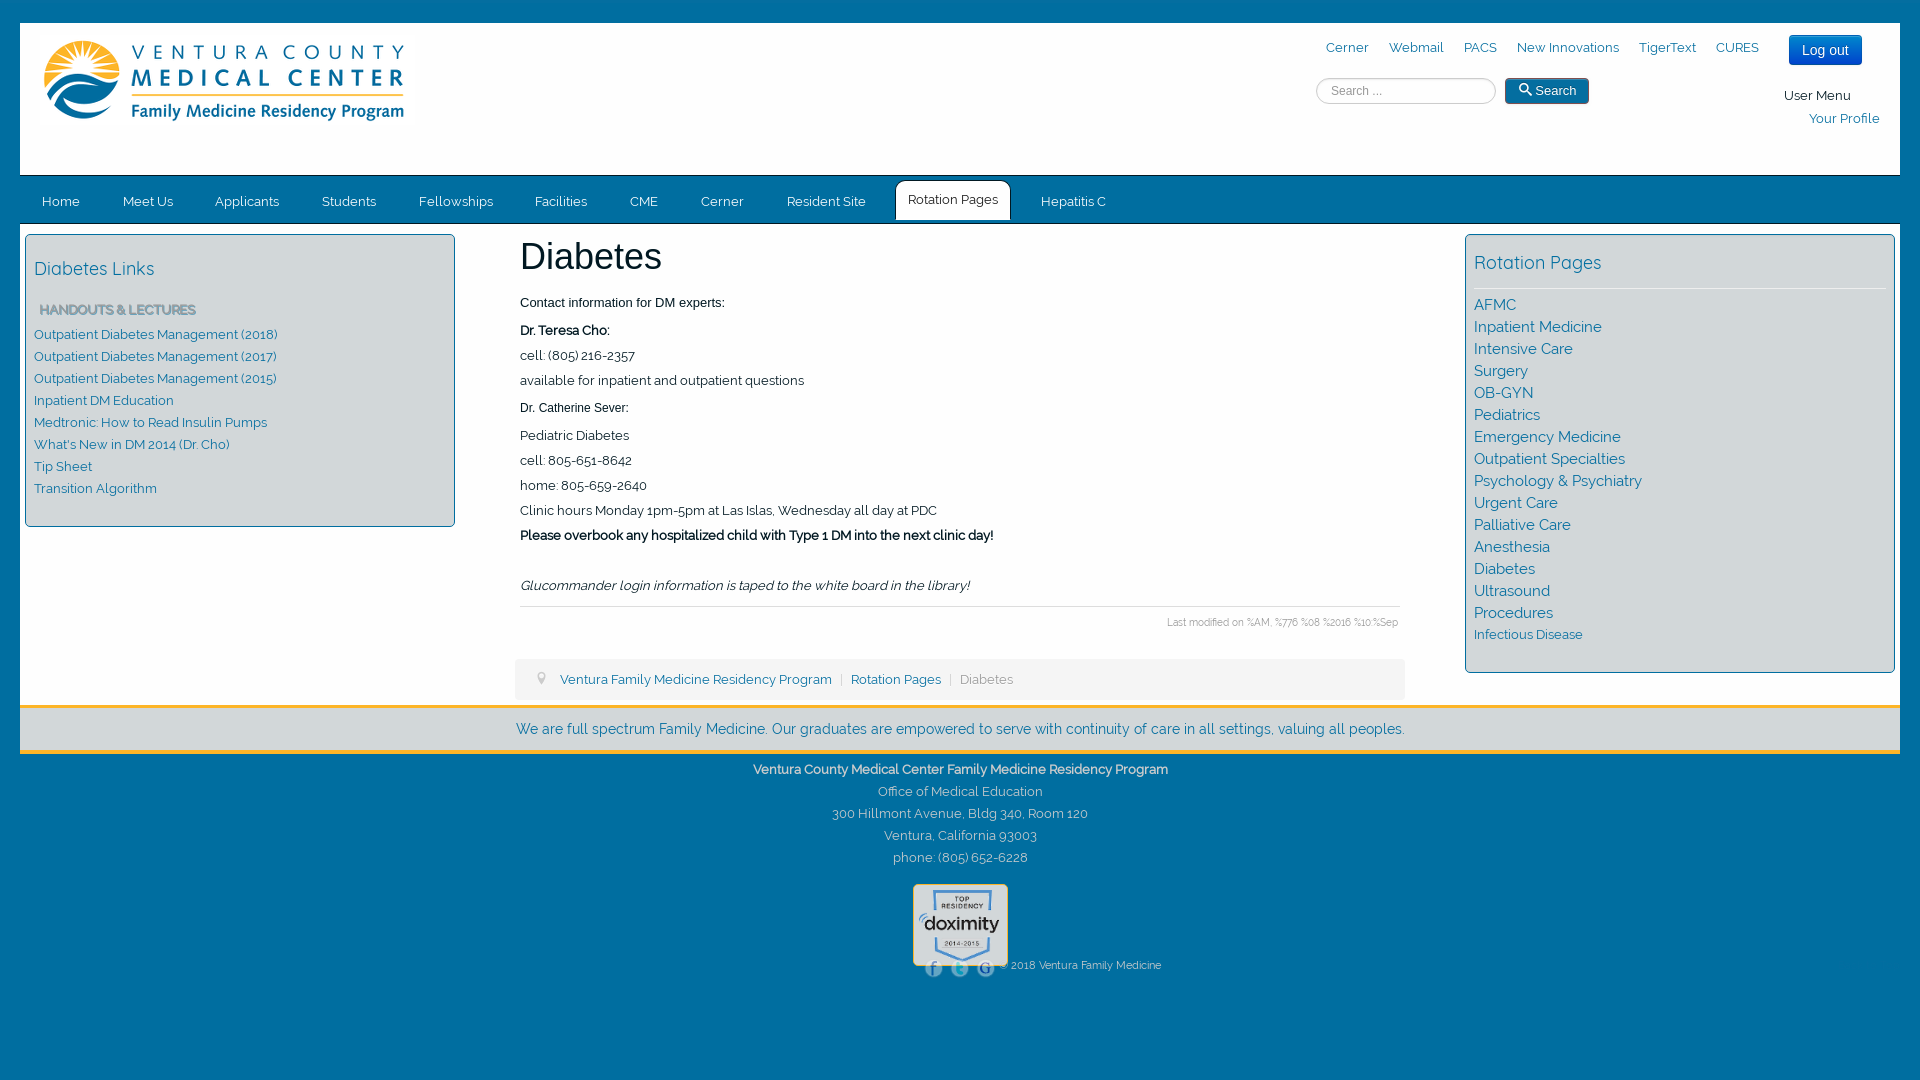 VENTURA COUNTY
MEDICAL CENTER
Family Medicine Residency Program
Cerner Webmail PACS New Innovations TigerText CURES
Log out
Search ...
Search
User Menu
Your Profile
Home Meet Us Applicants Students Fellowships Facilities CME Cerner Resident Site Rotation Pages Hepatitis C
Diabetes Links
HANDOUTS & LECTURES
Outpatient Diabetes Management (2018)
Outpatient Diabetes Management (2017)
Outpatient Diabetes Management (2015)
Inpatient DM Education
Medtronic: How to Read Insulin Pumps
What's New in DM 2014 (Dr. Cho)
Tip Sheet
Transition Algorithm
Diabetes
Contact information for DM experts:
Dr. Teresa Cho:
cell: (805) 216-2357
available for inpatient and outpatient questions
Dr. Catherine Sever:
Pediatric Diabetes
cell: 805-651-8642
home: 805-659-2640
Clinic hours Monday 1pm-5pm at Las Islas, Wednesday all day at PDC
Please overbook any hospitalized child with Type 1 DM into the next clinic day!
Glucommander login information is taped to the white board in the library!
Last modified on %AM, %776 %08 %2016 %10:%Sep
Ventura Family Medicine Residency Program | Rotation Pages | Diabetes
Rotation Pages
AFMC
Inpatient Medicine
Intensive Care
Surgery
OB-GYN
Pediatrics
Emergency Medicine
Outpatient Specialties
Psychology & Psychiatry
Urgent Care
Palliative Care
Anesthesia
Diabetes
Ultrasound
Procedures
Infectious Disease
We are full spectrum Family Medicine. Our graduates are empowered to serve with continuity of care in all settings, valuing all peoples.
Ventura County Medical Center Family Medicine Residency Program
Office of Medical Education
300 Hillmont Avenue, Bldg 340, Room 120
Ventura, California 93003
phone: (805) 652-6228
TOP
RESIDENCY
doximity
2014-2015
f t G © 2018 Ventura Family Medicine